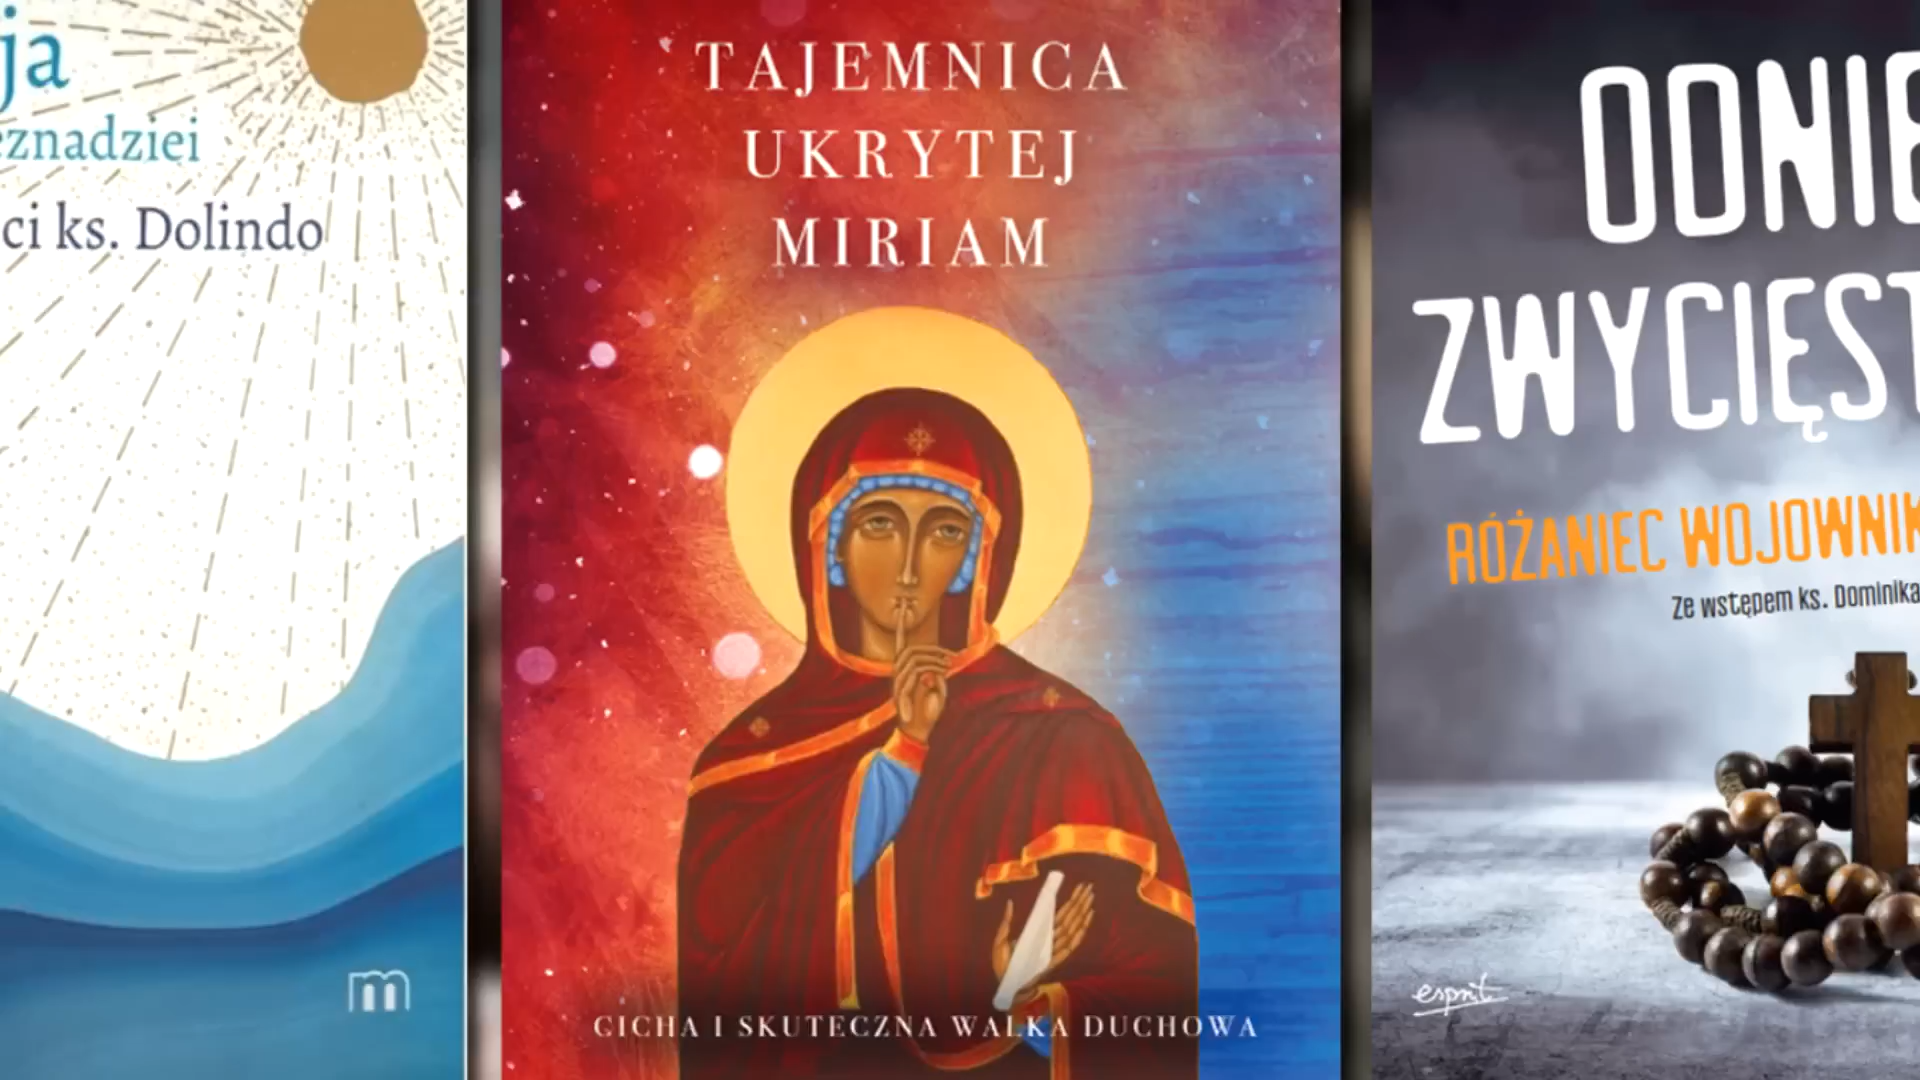 ja
eznadziei
ci ks. Dolindo
TAJEMNICA
UKRYTEJ
MIRIAM
CICHA I SKUTECZNA WALKA DUCHOWA
ODNIE
ZWYCIĘST
RÓŻANIEC WOJOWNIK
Ze wstępem ks. Dominika
esprit